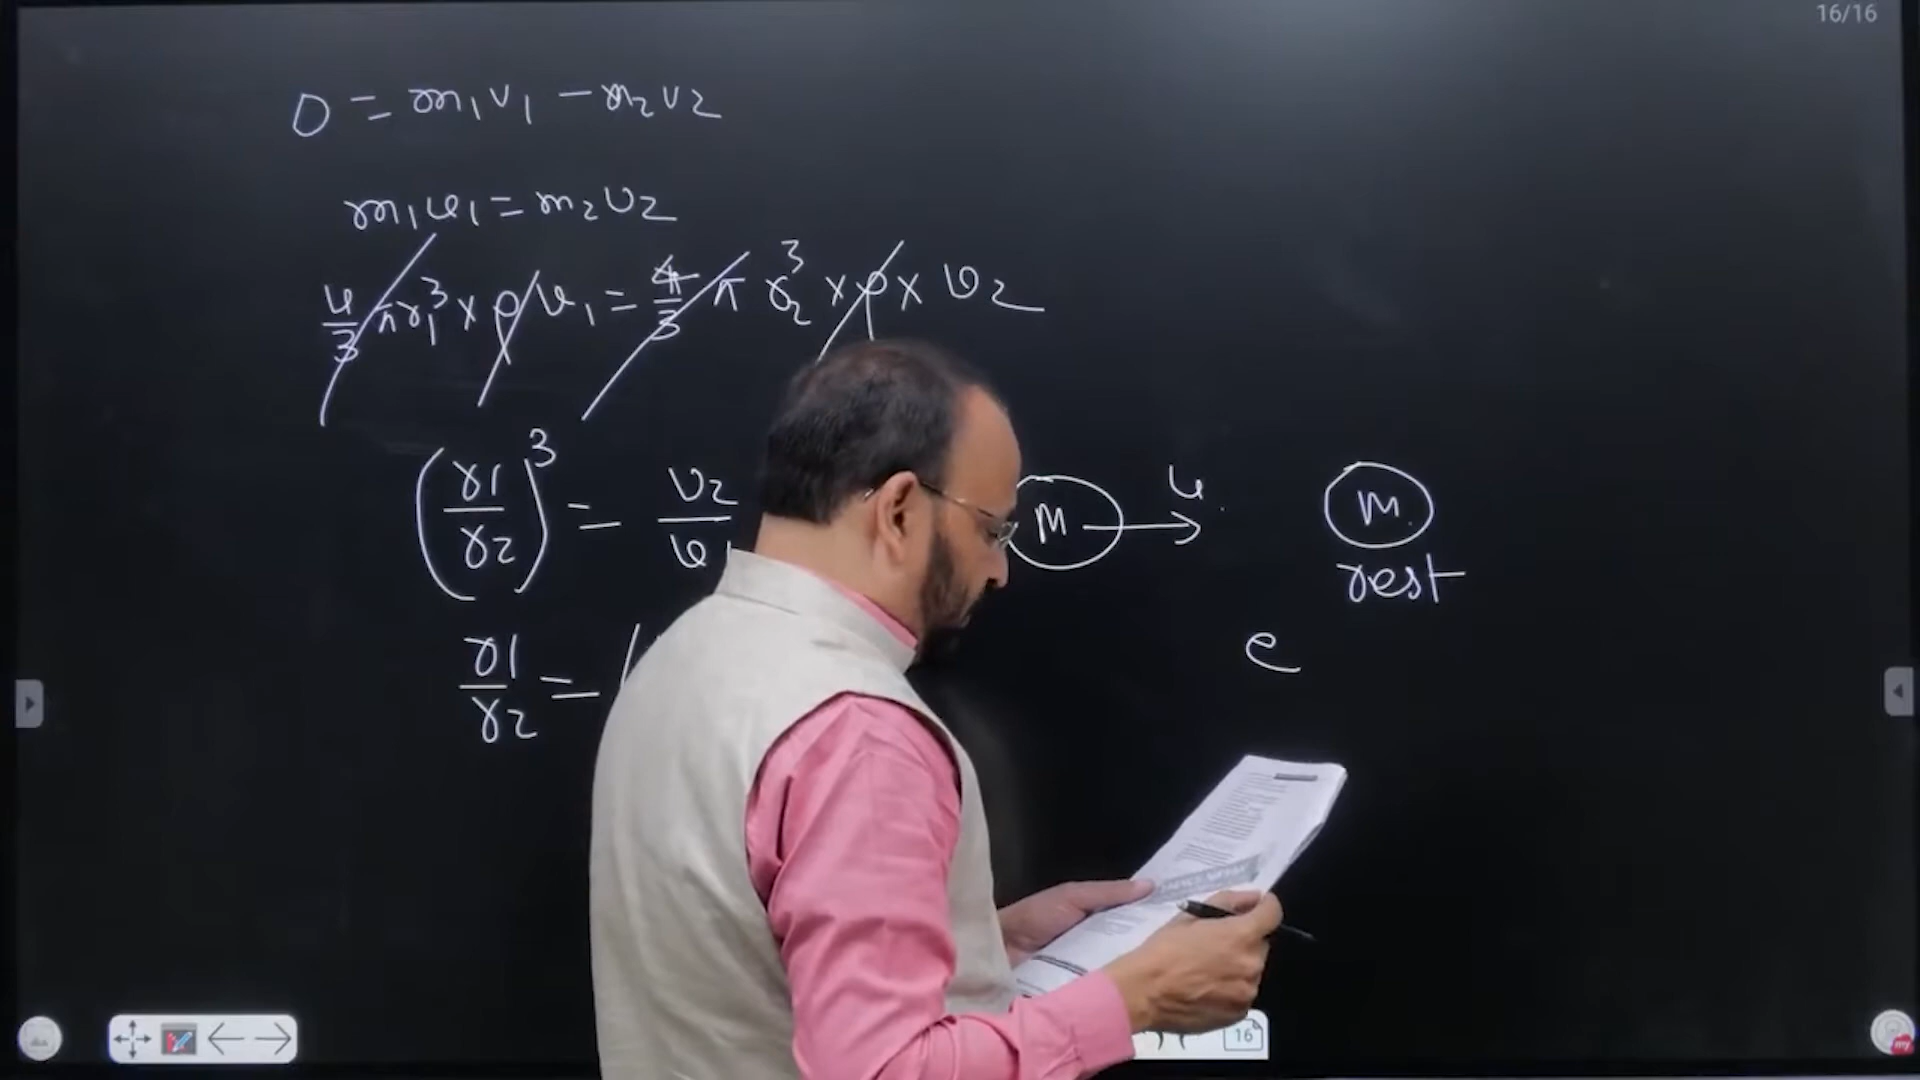 16/16
0 = m₁v₁ - m₂v₂
m₁v₁ = m₂v₂
4/3 πr₁³ x ρ v₁ = 4/3 π r₂³ x ρ x v₂
(r1/r2)³ = v₂/v₁
r1/r2 =
M → u
M
rest
e
16
my